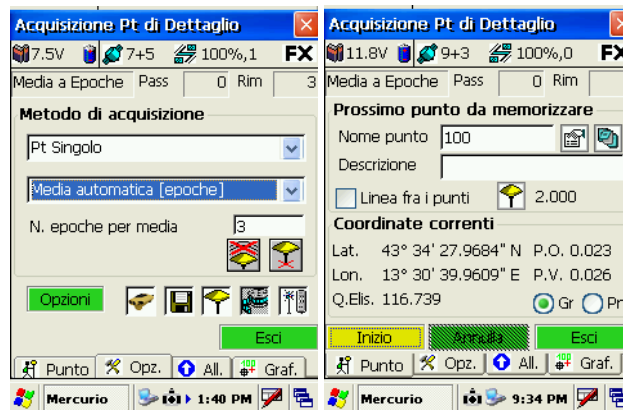 Acquisizione Pt di Dettaglio
7.5V 7+5 100%,1 FX
Media a Epoche Pass 0 Rim 3
Metodo di acquisizione
Pt Singolo
Media automatica [epoche]
N. epoche per media 3
Opzioni
Esci
Punto Opz. All. Graf.
Mercurio 1:40 PM
Acquisizione Pt di Dettaglio
11.8V 9+3 100%,0 FX
Media a Epoche Pass 0 Rim
Prossimo punto da memorizzare
Nome punto 100
Descrizione
Linea fra i punti 2.000
Coordinate correnti
Lat. 43° 34' 27.9684" N P.O. 0.023
Lon. 13° 30' 39.9609" E P.V. 0.026
Q.Elis. 116.739 Gr Pr
Inizio Annulla Esci
Punto Opz. All. Graf.
Mercurio 9:34 PM